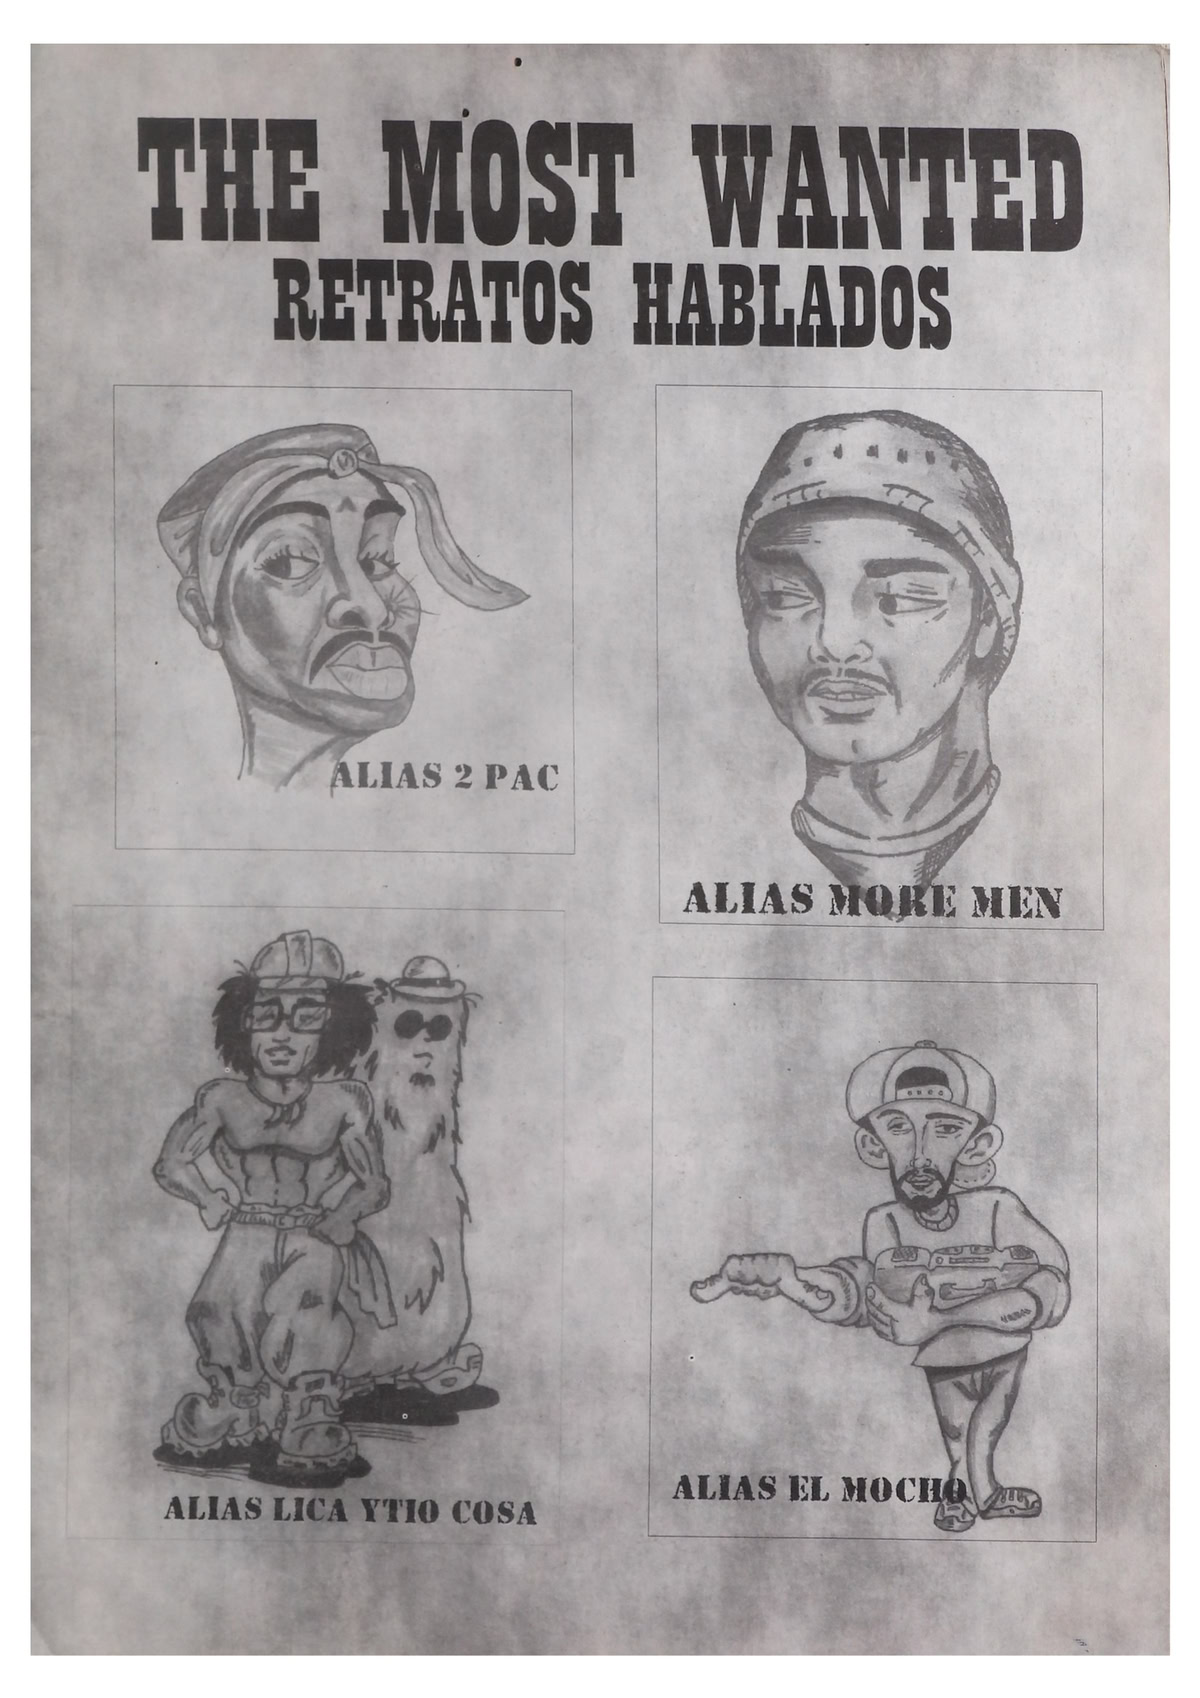 THE MOST WANTED
RETRATOS HABLADOS
ALIAS 2 PAC
ALIAS MORE MEN
ALIAS LICA YTIO COSA
ALIAS EL MOCHO